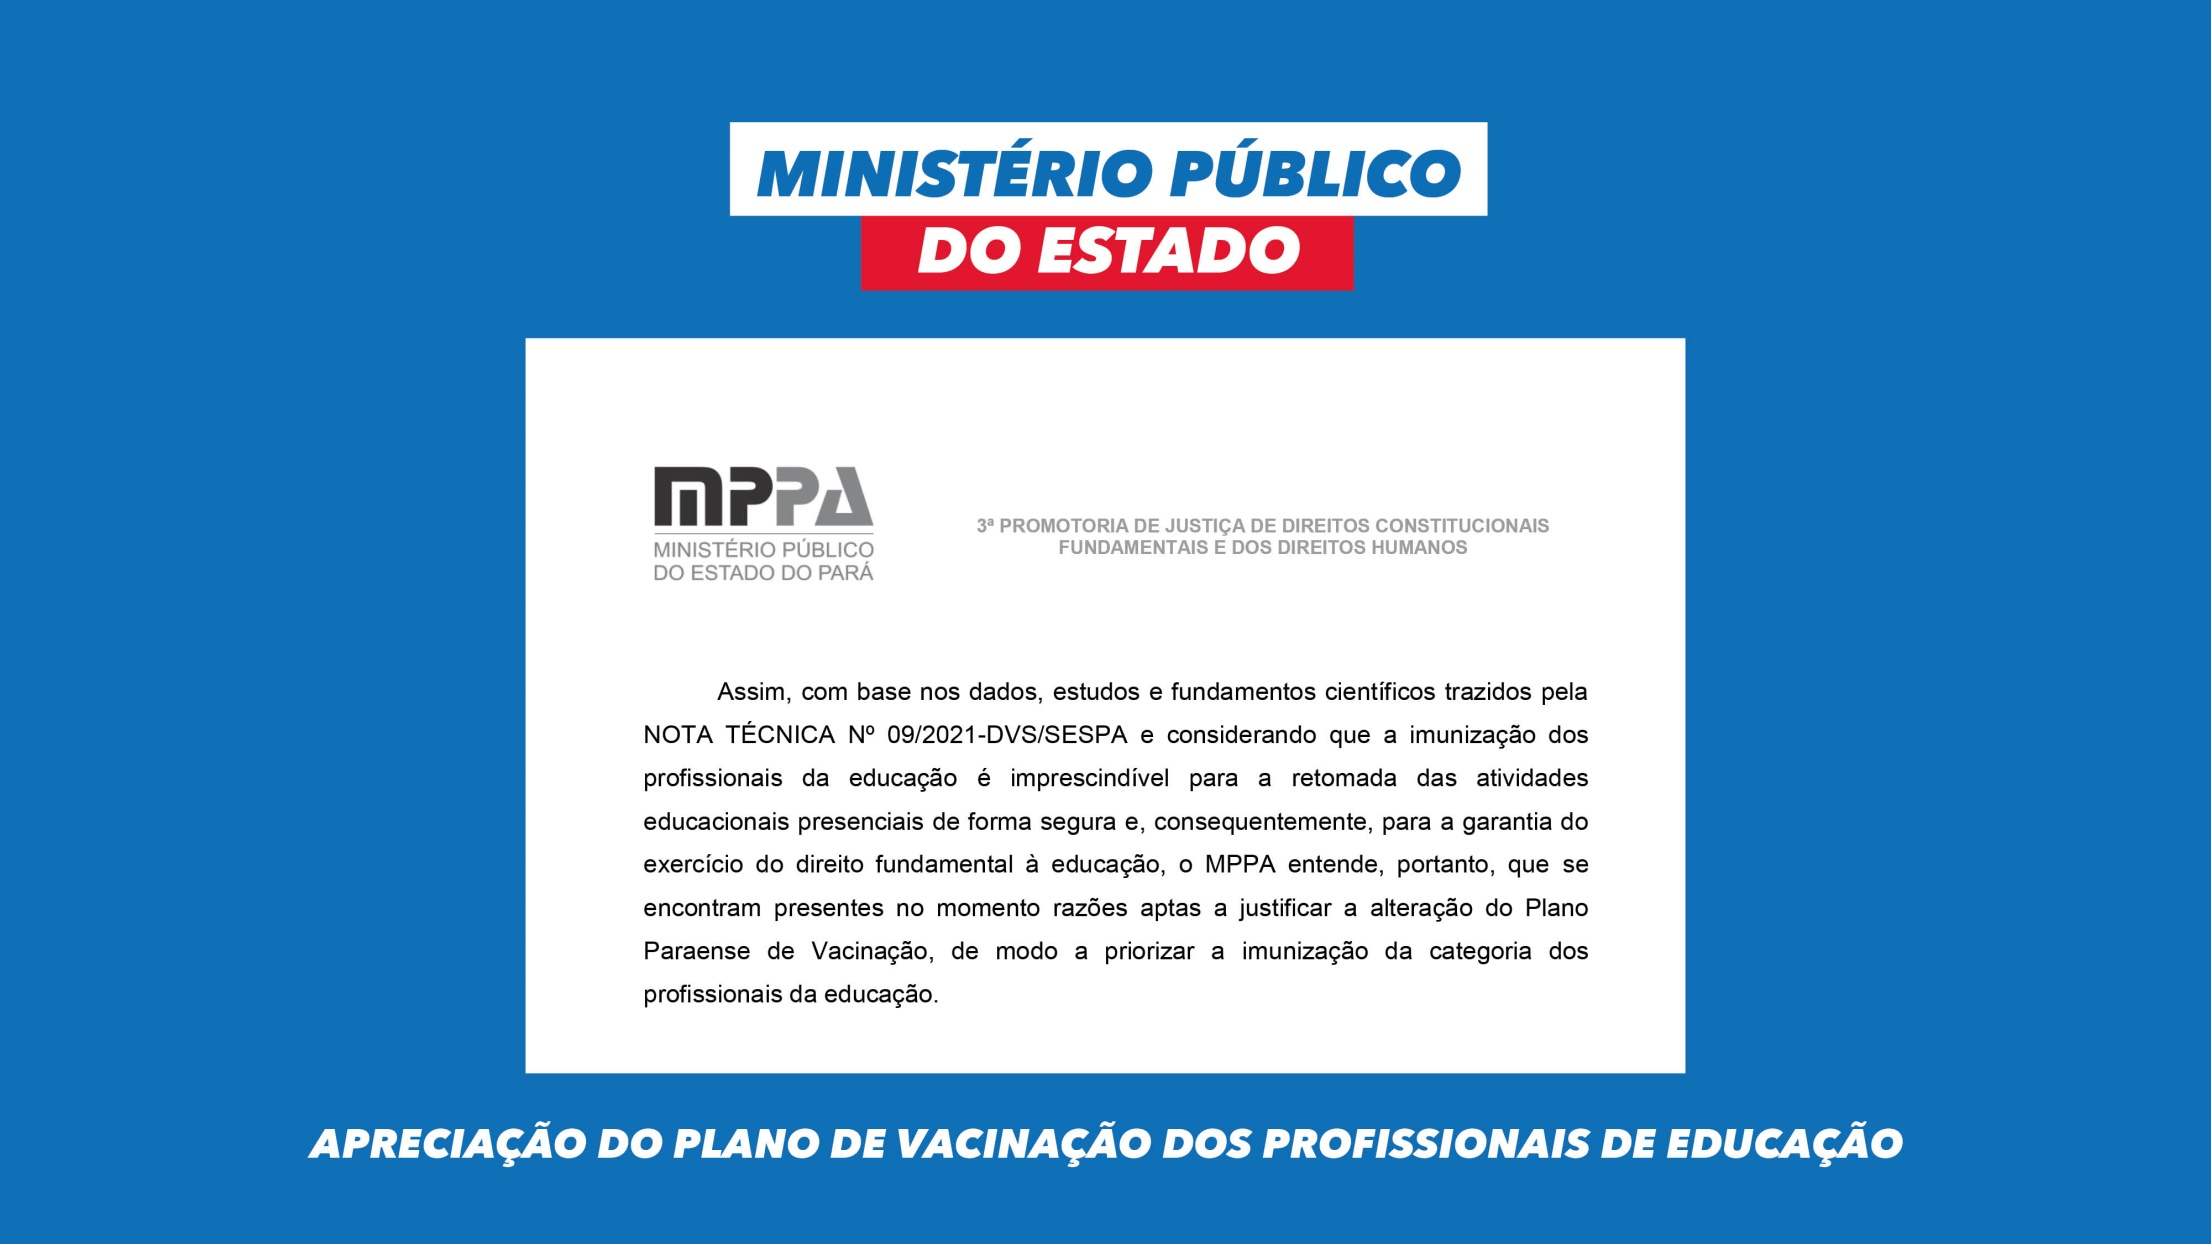 MINISTÉRIO PÚBLICO
DO ESTADO
MPPA
MINISTÉRIO PÚBLICO
DO ESTADO DO PARÁ
3ª PROMOTORIA DE JUSTIÇA DE DIREITOS CONSTITUCIONAIS
FUNDAMENTAIS E DOS DIREITOS HUMANOS
Assim, com base nos dados, estudos e fundamentos científicos trazidos pela
NOTA TÉCNICA Nº 09/2021-DVS/SESPA e considerando que a imunização dos
profissionais da educação é imprescindível para a retomada das atividades
educacionais presenciais de forma segura e, consequentemente, para a garantia do
exercício do direito fundamental à educação, o MPPA entende, portanto, que se
encontram presentes no momento razões aptas a justificar a alteração do Plano
Paraense de Vacinação, de modo a priorizar a imunização da categoria dos
profissionais da educação.
APRECIAÇÃO DO PLANO DE VACINAÇÃO DOS PROFISSIONAIS DE EDUCAÇÃO